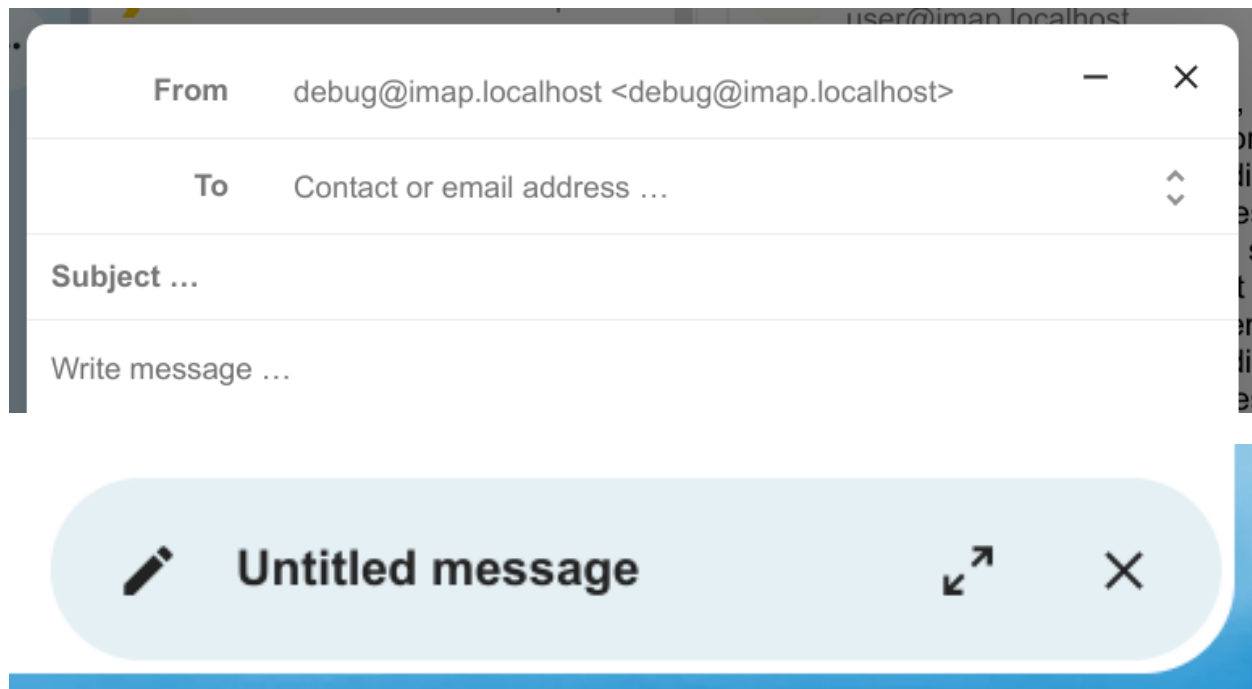 user@imap.localhost
From debug@imap.localhost <debug@imap.localhost>
To Contact or email address …
Subject …
Write message …
Untitled message